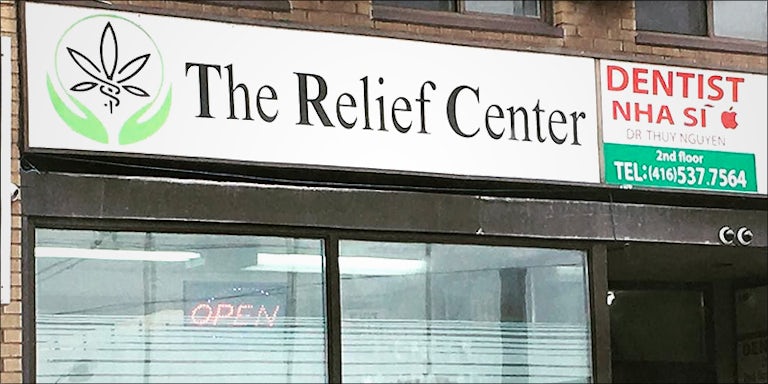 The Relief Center
DENTIST
NHA SĨ
DR THUY NGUYEN
2nd floor
TEL:(416)537.7564
OPEN